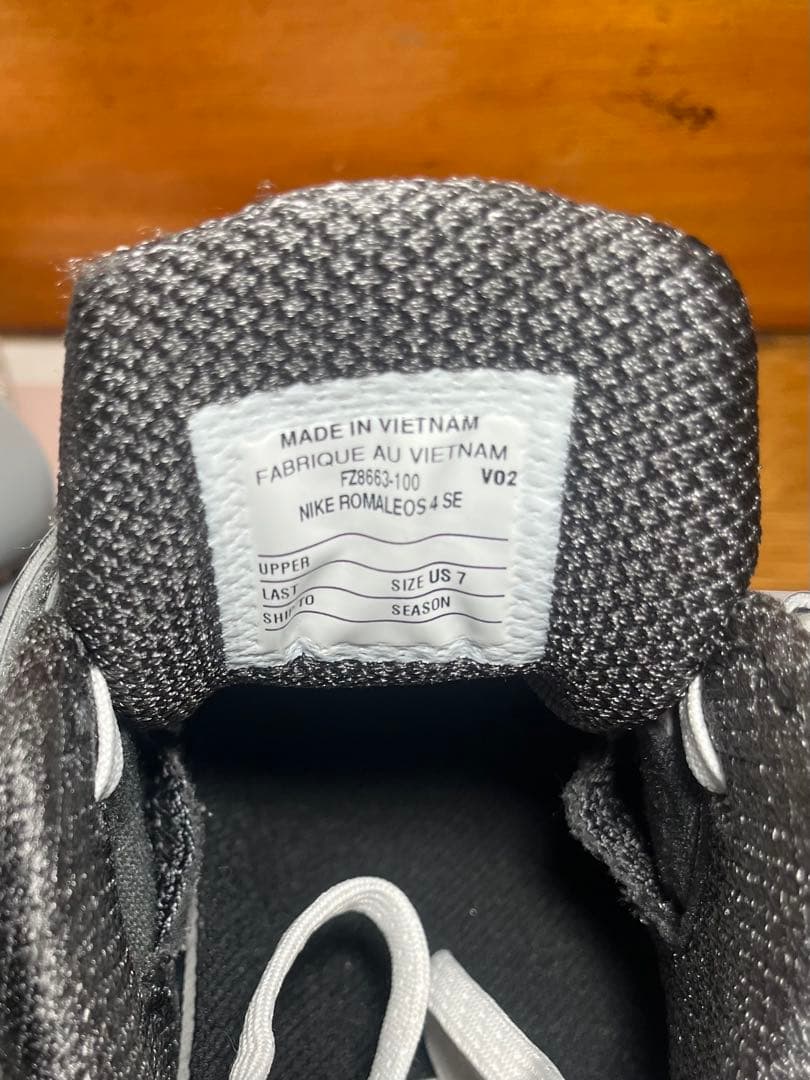 MADE IN VIETNAM
FABRIQUE AU VIETNAM
FZ8663-100 V02
NIKE ROMALEOS 4 SE
UPPER
LAST SIZE US 7
TO SEASON